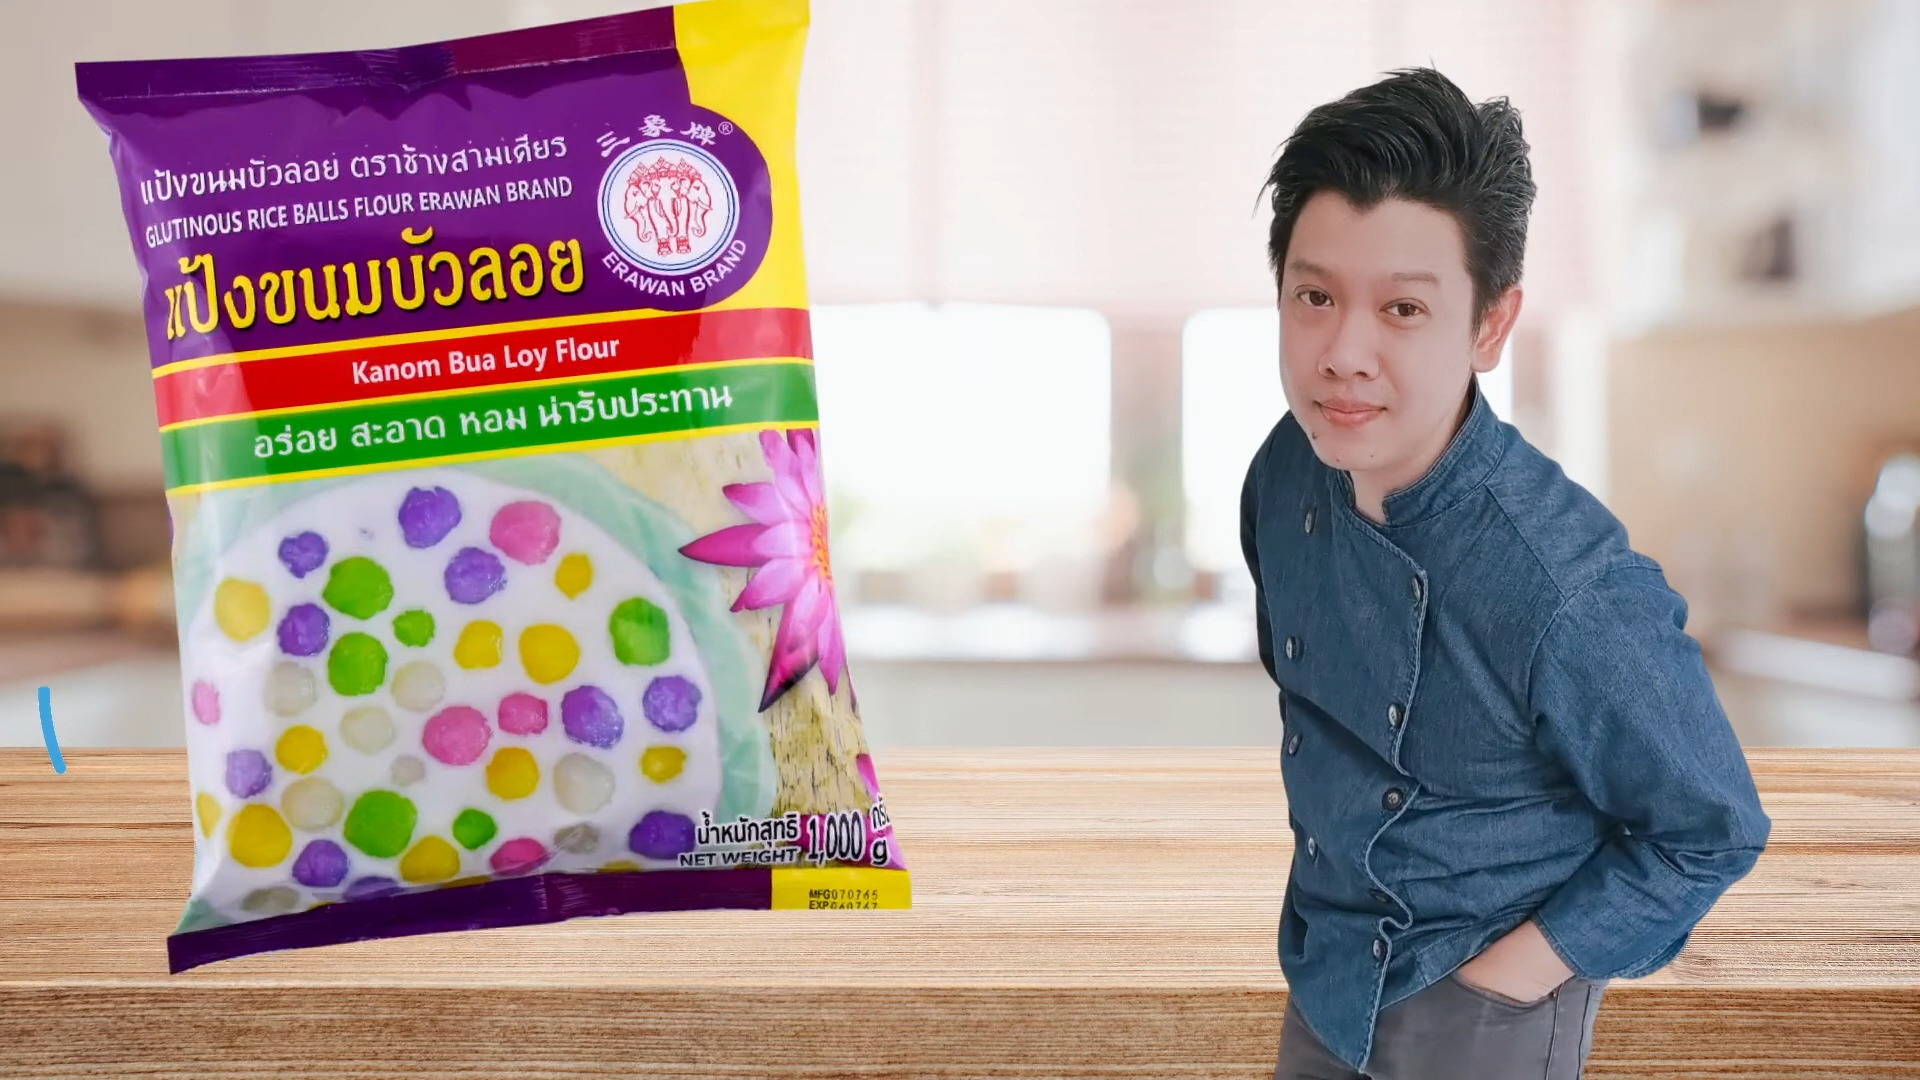 三象牌®
แป้งขนมบัวลอย ตราช้างสามเศียร
GLUTINOUS RICE BALLS FLOUR ERAWAN BRAND
ERAWAN BRAND
แป้งขนมบัวลอย
Kanom Bua Loy Flour
อร่อย สะอาด หอม น่ารับประทาน
น้ำหนักสุทธิ 1,000
NET WEIGHT 1,000 g
MFG070765
EXP060767